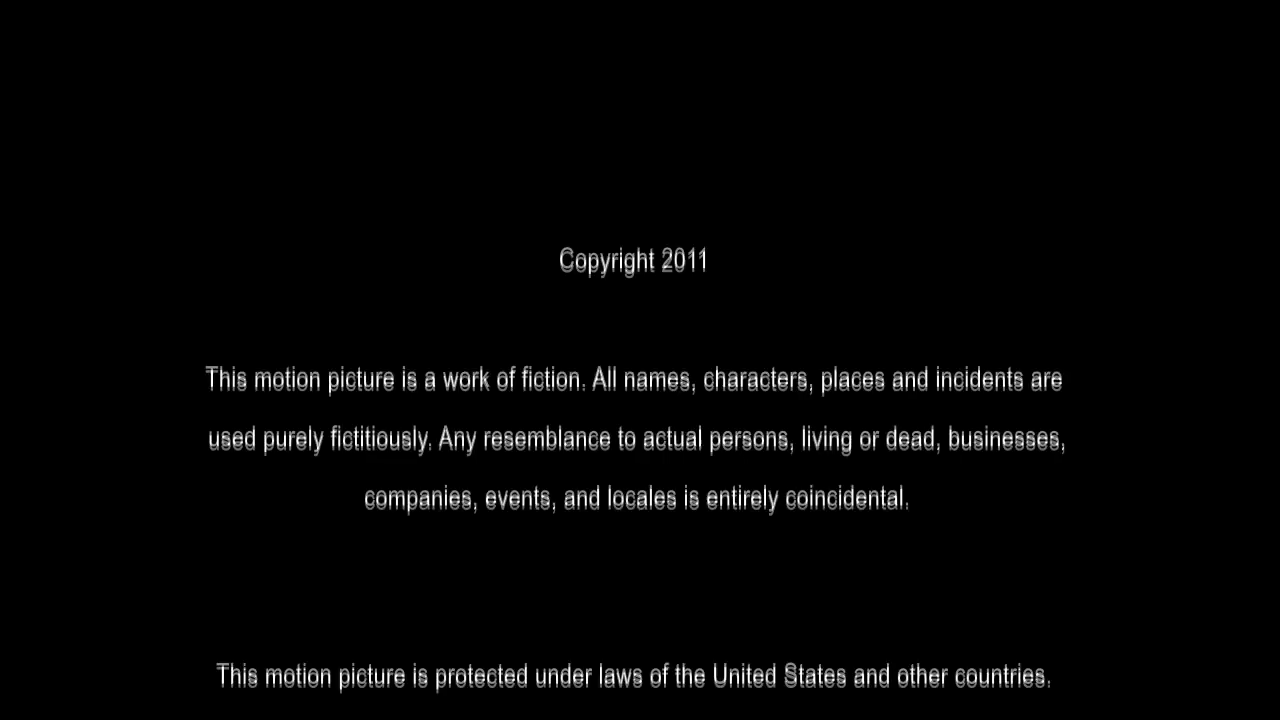 Copyright 2011
This motion picture is a work of fiction. All names, characters, places and incidents are
used purely fictitiously. Any resemblance to actual persons, living or dead, businesses,
companies, events, and locales is entirely coincidental.
This motion picture is protected under laws of the United States and other countries.